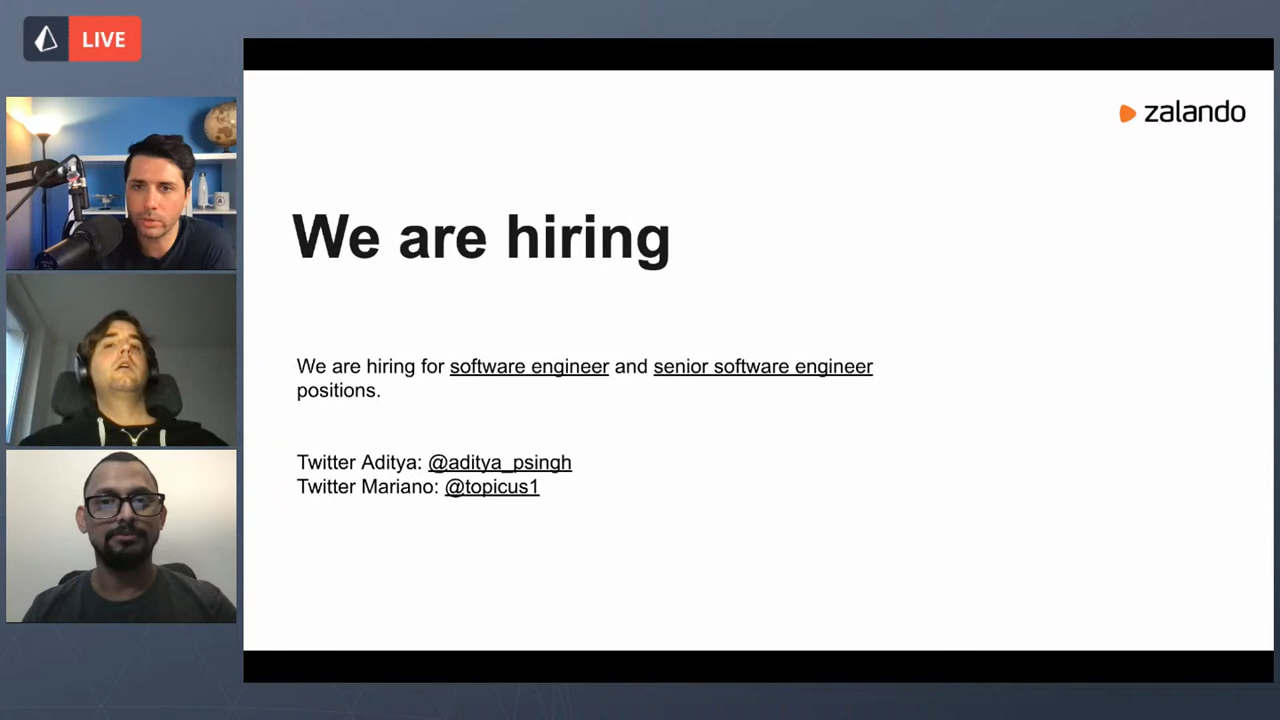 LIVE
zalando
We are hiring
We are hiring for software engineer and senior software engineer
positions.
Twitter Aditya: @aditya_psingh
Twitter Mariano: @topicus1